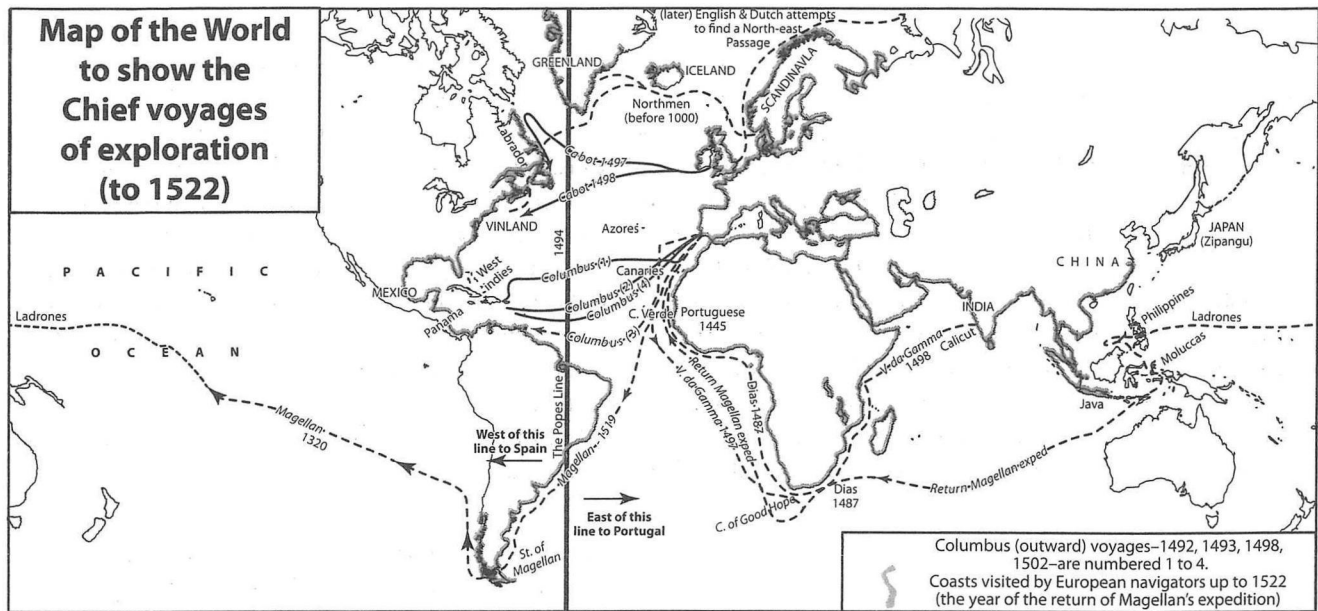 Map of the World
to show the
Chief voyages
of exploration
(to 1522)
(later) English & Dutch attempts
to find a North-east
Passage
GREENLAND
ICELAND
SCANDINAVLA
Northmen
(before 1000)
Labrador
Cabot 1497
Cabot 1498
VINLAND
1494
Azores
JAPAN
(Zipangu)
CHINA
PACIFIC
OCEAN
West
indies
Columbus (1)
Canaries
MEXICO
Columbus (2)
Columbus (4)
INDIA
Philippines
Ladrones
Panama
C. Verde
Portuguese
1445
Ladrones
Columbus (3)
V. da Gamma
1498
Calicut
Moluccas
Java
The Popes Line
Return Magellan exped
V. da Gamma 1497
Dias 1487
Magellan
1320
Magellan 1519
West of this
line to Spain
Return Magellan exped
Dias
1487
C. of Good Hope
East of this
line to Portugal
St. of
Magellan
Columbus (outward) voyages–1492, 1493, 1498,
1502–are numbered 1 to 4.
Coasts visited by European navigators up to 1522
(the year of the return of Magellan's expedition)